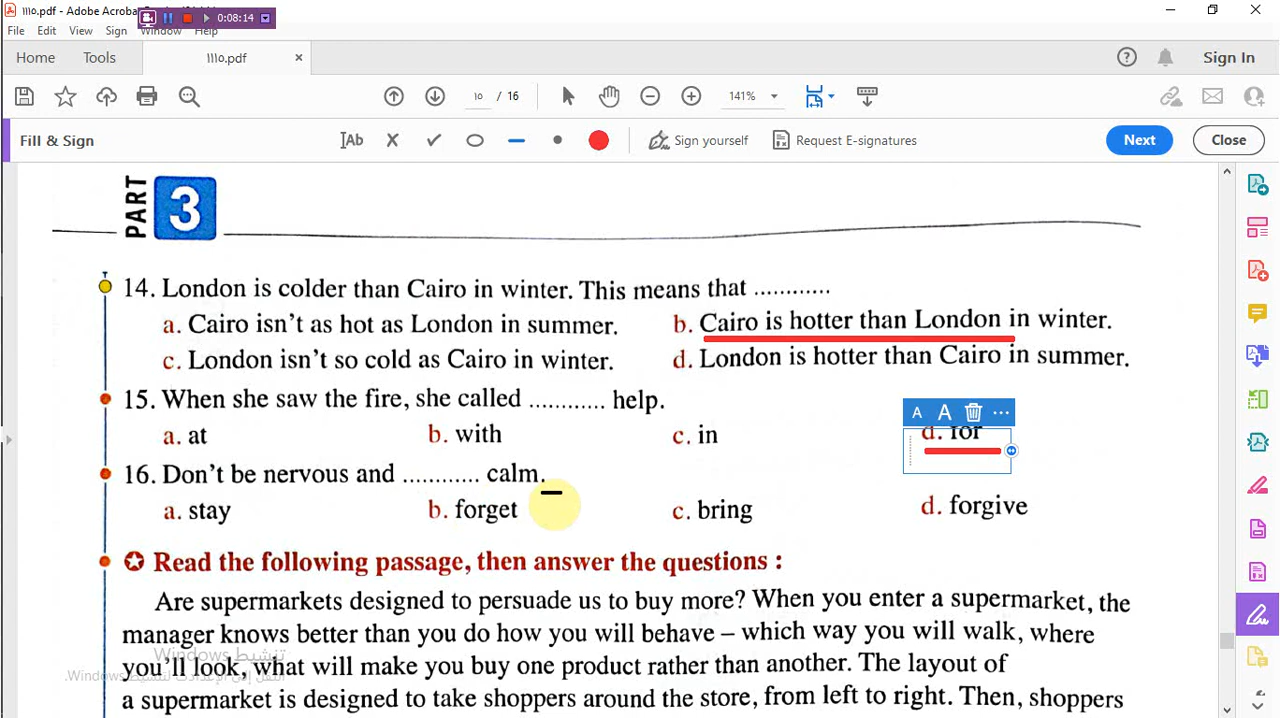 ١١١٥.pdf - Adobe Acrobat
0:08:14
File Edit View Sign Window Help
Home Tools ١١١٥.pdf × Sign In
١٥ / 16 141%
Fill & Sign Ab Sign yourself Request E-signatures Next Close
PART 3
14. London is colder than Cairo in winter. This means that ............
a. Cairo isn't as hot as London in summer. b. Cairo is hotter than London in winter.
c. London isn't so cold as Cairo in winter. d. London is hotter than Cairo in summer.
15. When she saw the fire, she called ............ help.
a. at b. with c. in d. for
A A
16. Don't be nervous and ............ calm.
a. stay b. forget c. bring d. forgive
Read the following passage, then answer the questions :
Are supermarkets designed to persuade us to buy more? When you enter a supermarket, the
manager knows better than you do how you will behave – which way you will walk, where
تنشيط Windows
you'll look, what will make you buy one product rather than another. The layout of
a supermarket is designed to take shoppers around the store, from left to right. Then, shoppers